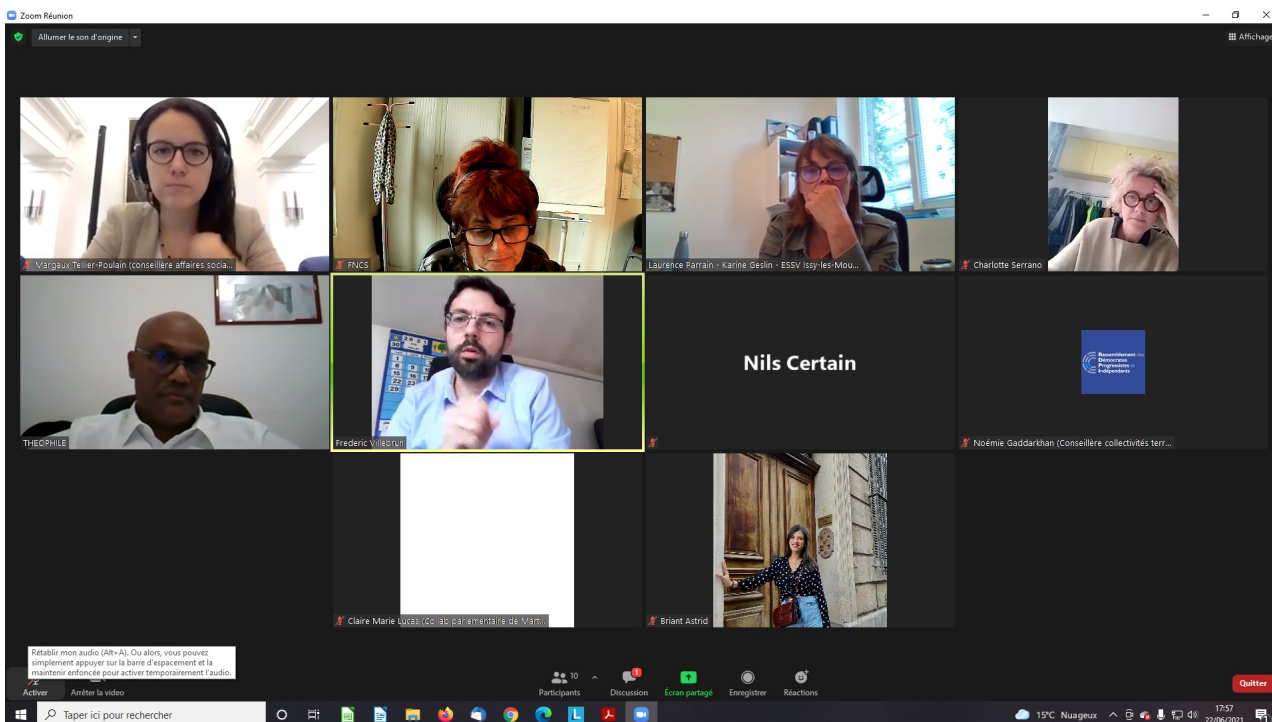 Zoom Réunion
Allumer le son d'origine
Affichage
Margaux Tellier-Poulain (conseillère affaires socia...
FNCS
Laurence Parrain - Karine Geslin - ESSV Issy-les-Mou...
Charlotte Serrano
THEOPHILE
Frederic Villebrun
Nils Certain
Rassemblement des
Démocrates
Progressistes et
Indépendants
Noémie Gaddarkhan (Conseillère collectivités terr...
Claire Marie Lucas (Collab parlementaire de Mart...
Briant Astrid
Rétablir mon audio (Alt+A). Ou alors, vous pouvez
simplement appuyer sur la barre d'espacement et la
maintenir enfoncée pour activer temporairement l'audio.
Activer
Arrêter la video
10
Participants
1
Discussion
Écran partagé
Enregistrer
Réactions
Quitter
Taper ici pour rechercher
15°C Nuageux
17:57
22/06/2021